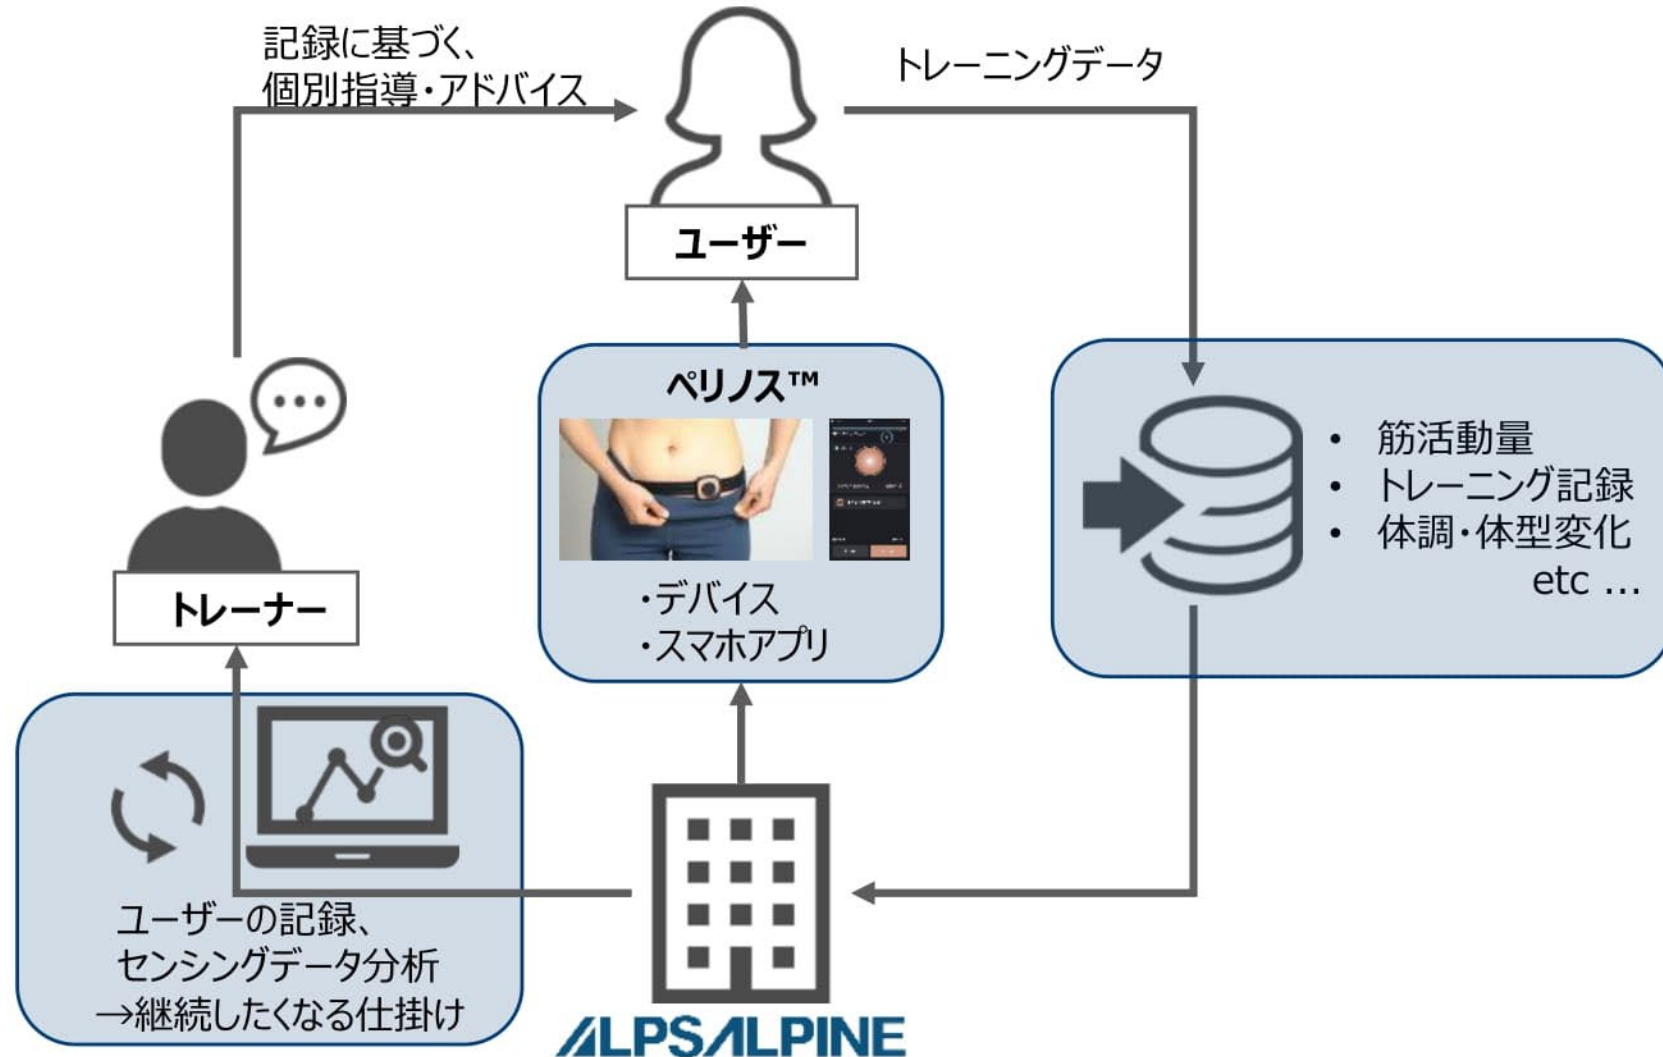 記録に基づく、
個別指導・アドバイス
トレーニングデータ
ユーザー
ペリノス™
・デバイス
・スマホアプリ
• 筋活動量
• トレーニング記録
• 体調・体型変化
etc …
トレーナー
ユーザーの記録、
センシングデータ分析
→継続したくなる仕掛け
ALPSALPINE